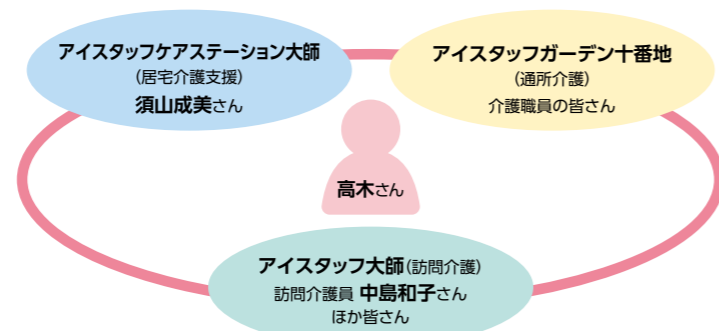 アイスタッフケアステーション大師
(居宅介護支援)
須山成美さん
アイスタッフガーデン十番地
(通所介護)
介護職員の皆さん
高木さん
アイスタッフ大師(訪問介護)
訪問介護員 中島和子さん
ほか皆さん